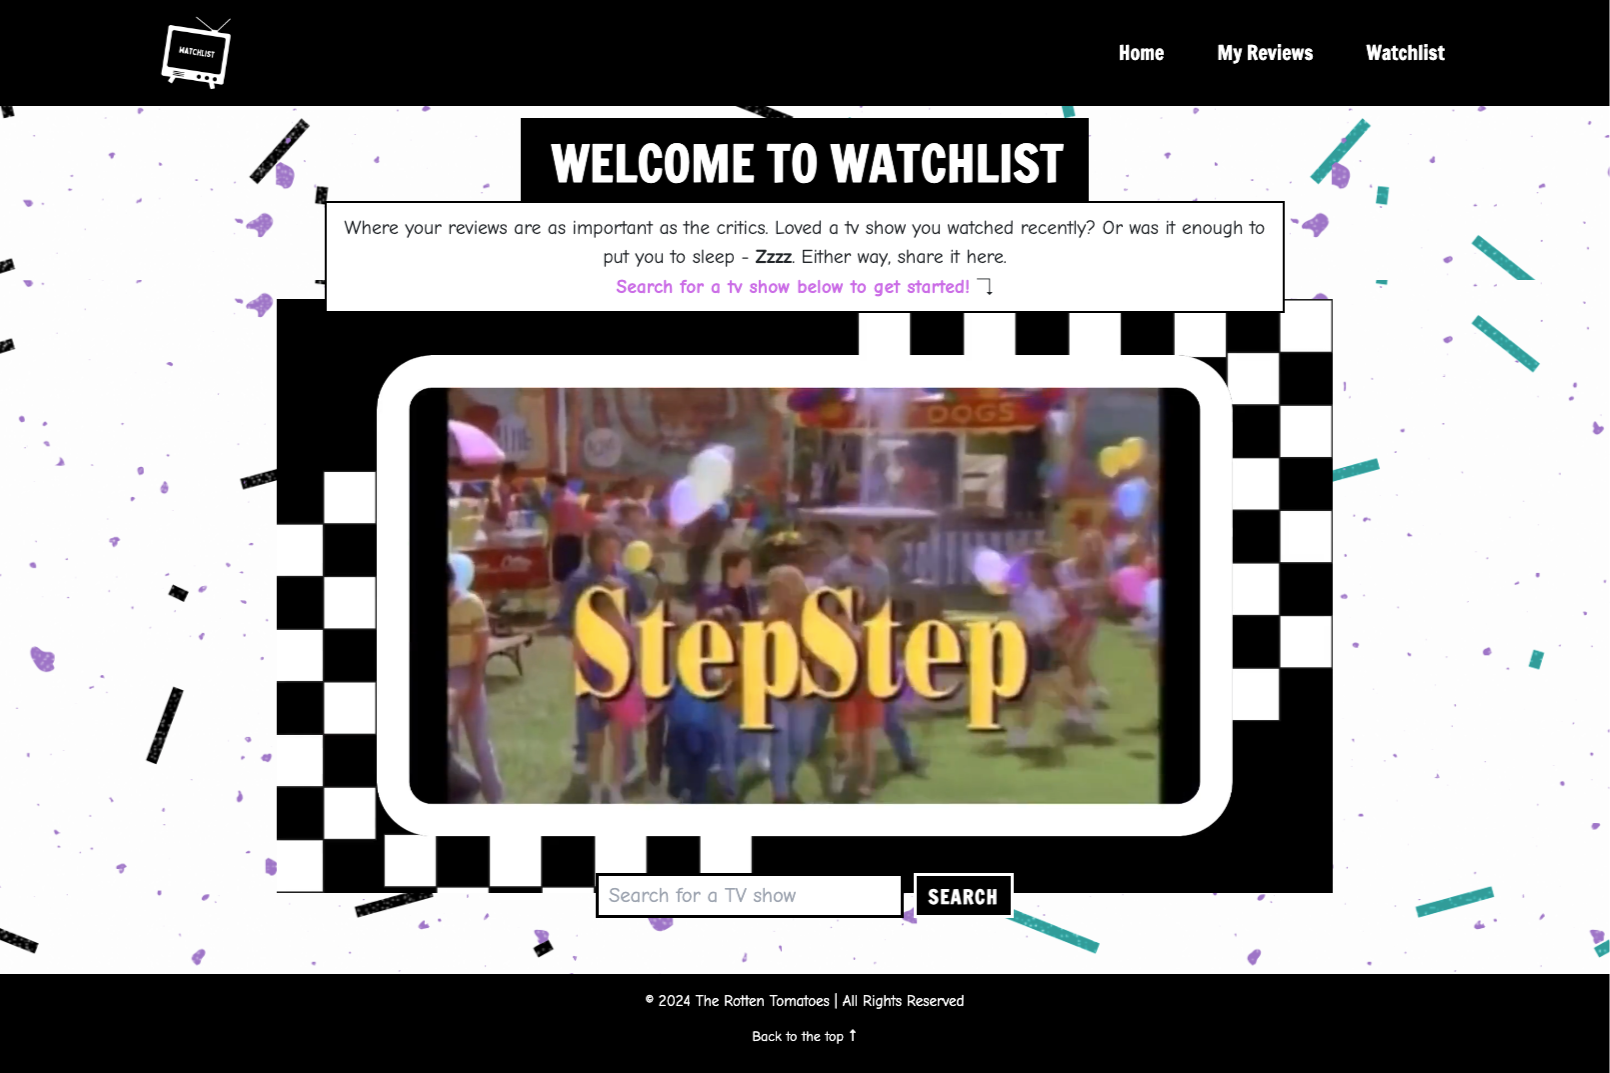 WATCHLIST
Home
My Reviews
Watchlist
WELCOME TO WATCHLIST
Where your reviews are as important as the critics. Loved a tv show you watched recently? Or was it enough to
put you to sleep - Zzzz. Either way, share it here.
Search for a tv show below to get started!
DOGS
StepStep
Search for a TV show
SEARCH
© 2024 The Rotten Tomatoes | All Rights Reserved
Back to the top ↑